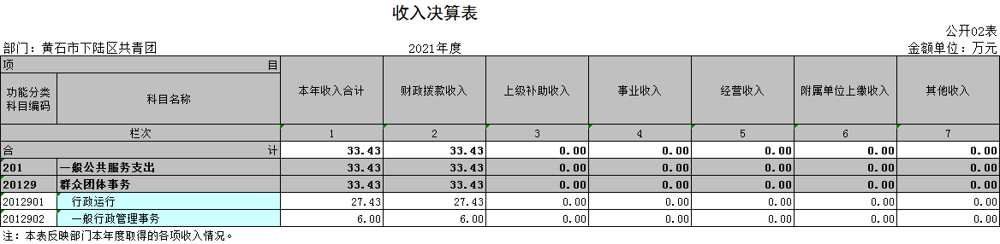 收入决算表
公开02表
部门：黄石市下陆区共青团 2021年度 金额单位：万元
项 目 本年收入合计 财政拨款收入 上级补助收入 事业收入 经营收入 附属单位上缴收入 其他收入
功能分类科目编码 科目名称
栏次 1 2 3 4 5 6 7
合 计 33.43 33.43 0.00 0.00 0.00 0.00 0.00
201 一般公共服务支出 33.43 33.43 0.00 0.00 0.00 0.00 0.00
20129 群众团体事务 33.43 33.43 0.00 0.00 0.00 0.00 0.00
2012901 行政运行 27.43 27.43 0.00 0.00 0.00 0.00 0.00
2012902 一般行政管理事务 6.00 6.00 0.00 0.00 0.00 0.00 0.00
注：本表反映部门本年度取得的各项收入情况。